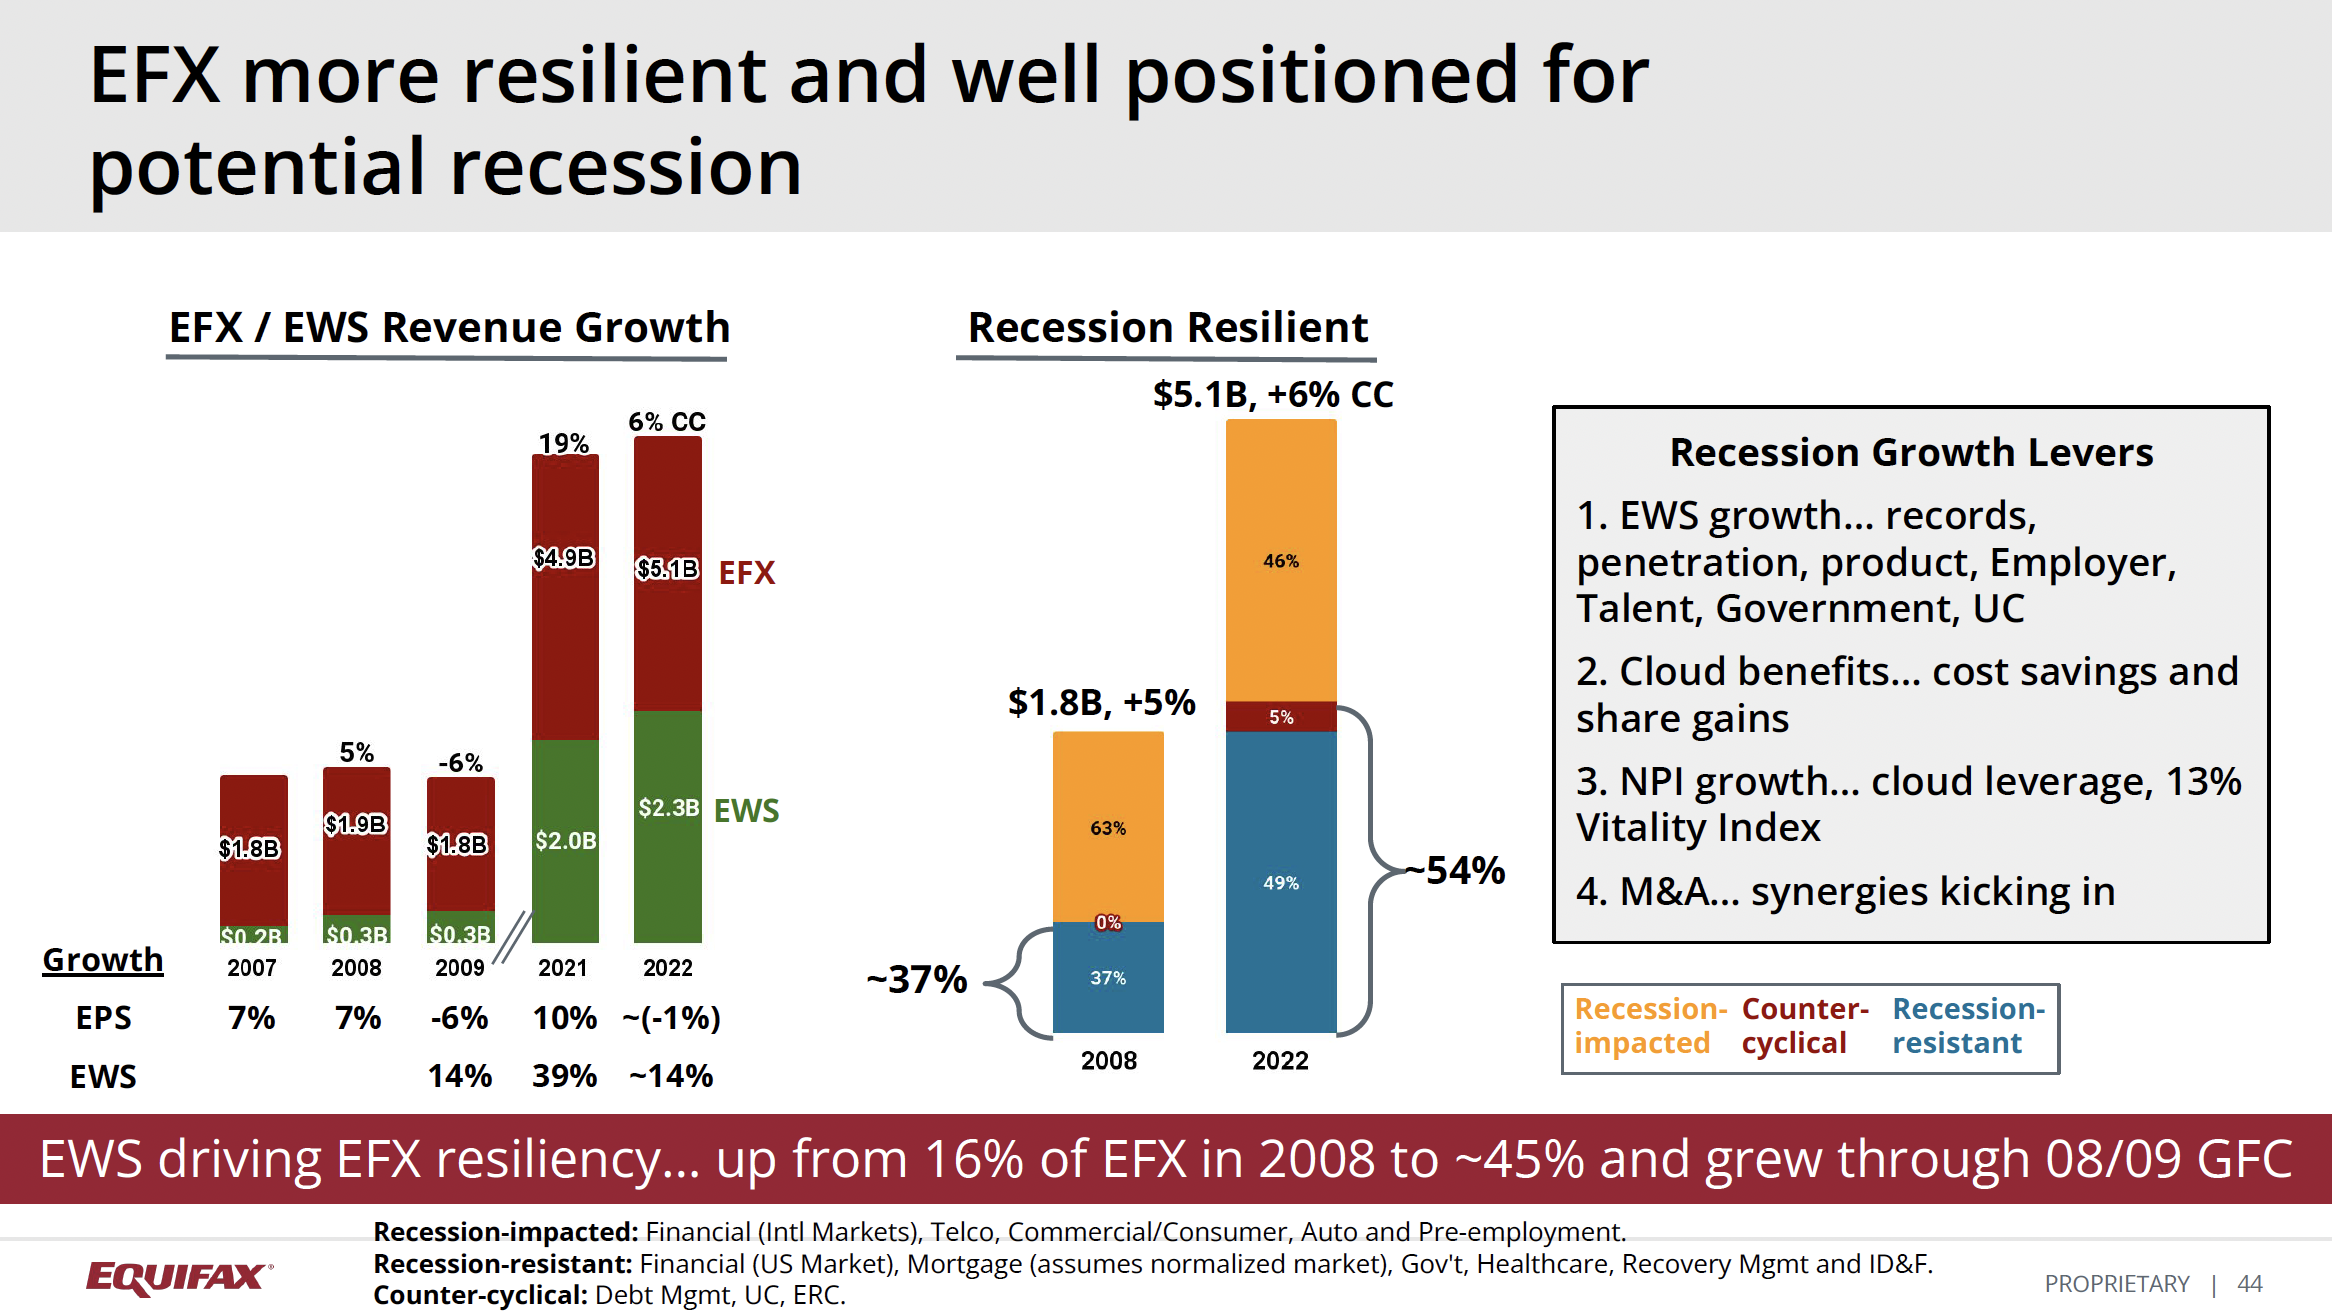 EFX more resilient and well positioned for
potential recession
EFX / EWS Revenue Growth
6% CC
19%
$4.9B
$5.1B
EFX
5%
-6%
$1.8B
$1.9B
$1.8B
$2.0B
$2.3B
EWS
$0.2B
$0.3B
$0.3B
Growth
2007
2008
2009
2021
2022
EPS
7%
7%
-6%
10%
~(-1%)
EWS
14%
39%
~14%
Recession Resilient
$5.1B, +6% CC
46%
5%
49%
~54%
$1.8B, +5%
63%
0%
37%
~37%
2008
2022
Recession Growth Levers
1. EWS growth... records,
penetration, product, Employer,
Talent, Government, UC
2. Cloud benefits... cost savings and
share gains
3. NPI growth... cloud leverage, 13%
Vitality Index
4. M&A... synergies kicking in
Recession-
impacted
Counter-
cyclical
Recession-
resistant
EWS driving EFX resiliency... up from 16% of EFX in 2008 to ~45% and grew through 08/09 GFC
Recession-impacted: Financial (Intl Markets), Telco, Commercial/Consumer, Auto and Pre-employment.
Recession-resistant: Financial (US Market), Mortgage (assumes normalized market), Gov't, Healthcare, Recovery Mgmt and ID&F.
Counter-cyclical: Debt Mgmt, UC, ERC.
EQUIFAX®
PROPRIETARY | 44